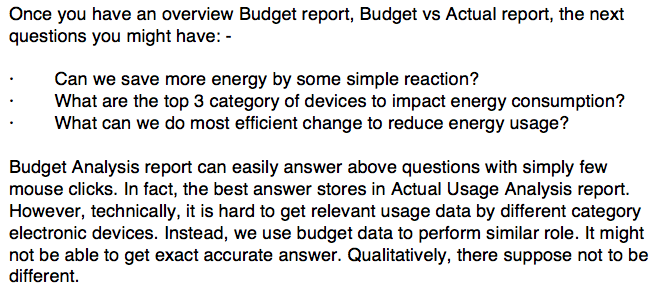 Once you have an overview Budget report, Budget vs Actual report, the next
questions you might have: -
· Can we save more energy by some simple reaction?
· What are the top 3 category of devices to impact energy consumption?
· What can we do most efficient change to reduce energy usage?
Budget Analysis report can easily answer above questions with simply few
mouse clicks. In fact, the best answer stores in Actual Usage Analysis report.
However, technically, it is hard to get relevant usage data by different category
electronic devices. Instead, we use budget data to perform similar role. It might
not be able to get exact accurate answer. Qualitatively, there suppose not to be
different.